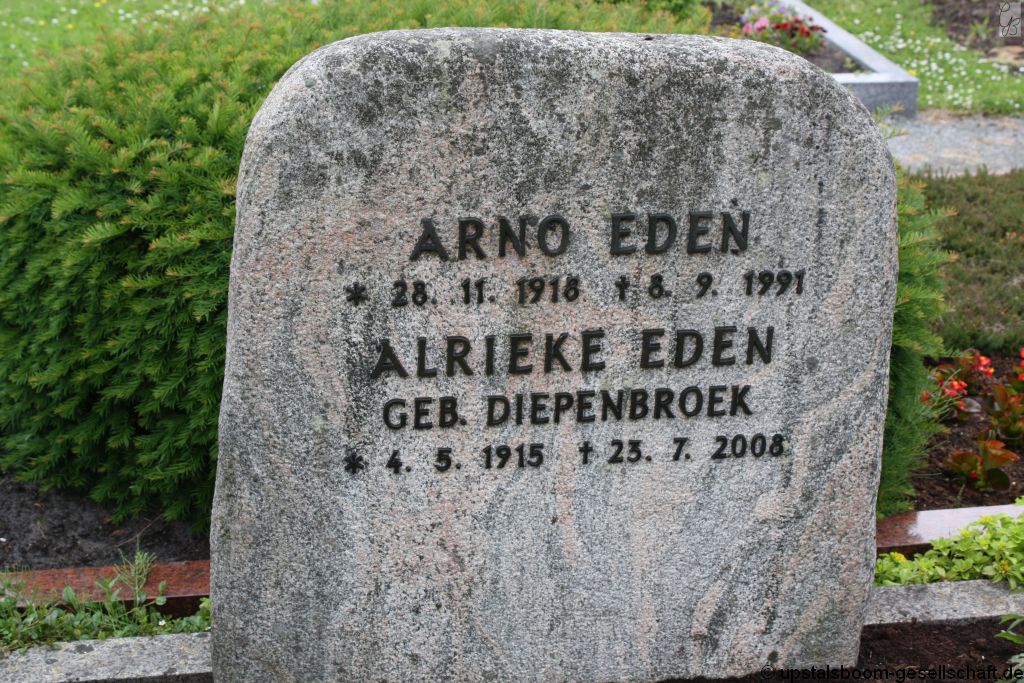 ARNO EDEN
* 28. 11. 1918 † 8. 9. 1991
ALRIEKE EDEN
GEB. DIEPENBROEK
* 4. 5. 1915 † 23. 7. 2008
© upstalsboom-gesellschaft.de